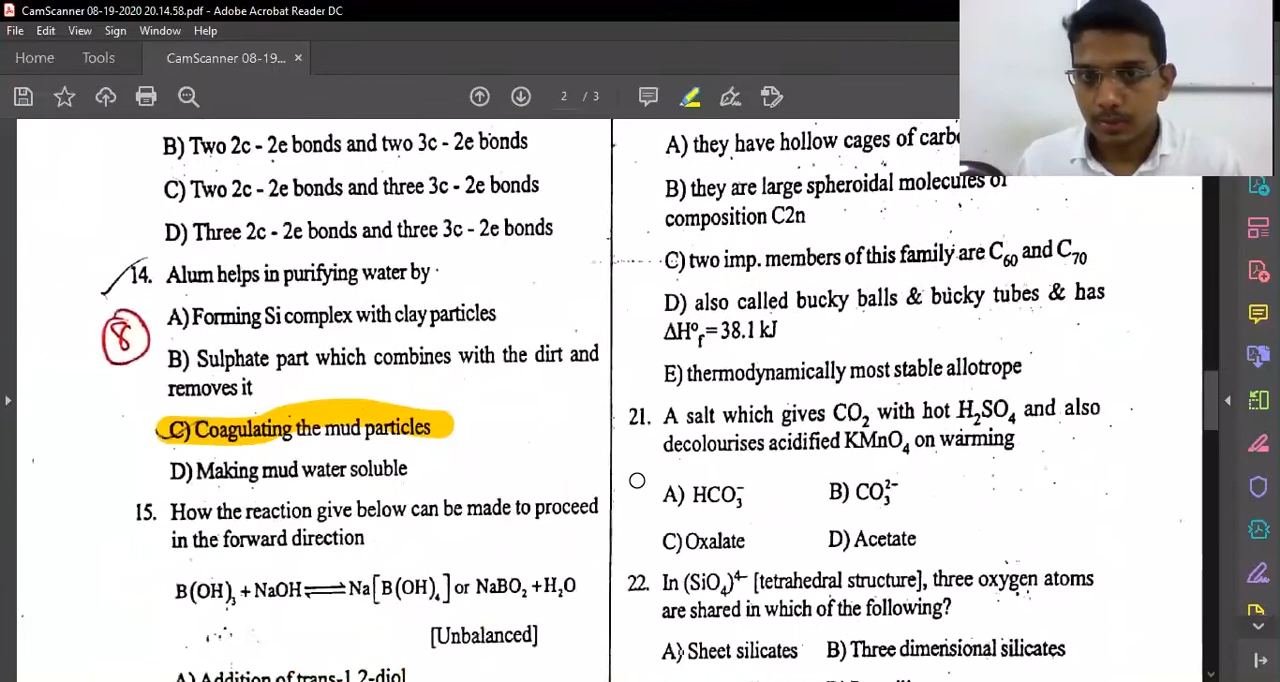 CamScanner 08-19-2020 20.14.58.pdf - Adobe Acrobat Reader DC
File Edit View Sign Window Help
Home Tools CamScanner 08-19... ×
2 / 3
B) Two 2c - 2e bonds and two 3c - 2e bonds
C) Two 2c - 2e bonds and three 3c - 2e bonds
D) Three 2c - 2e bonds and three 3c - 2e bonds
14. Alum helps in purifying water by
8
A) Forming Si complex with clay particles
B) Sulphate part which combines with the dirt and
removes it
C) Coagulating the mud particles
D) Making mud water soluble
15. How the reaction give below can be made to proceed
in the forward direction
B(OH)₃ + NaOH ⇌ Na[B(OH)₄] or NaBO₂ + H₂O
[Unbalanced]
A) Addition of trans-1,2-diol
A) they have hollow cages of
B) they are large spheroidal molecules of
composition C2n
C) two imp. members of this family are C₆₀ and C₇₀
D) also called bucky balls & bucky tubes & has
ΔH°f = 38.1 kJ
E) thermodynamically most stable allotrope
21. A salt which gives CO₂ with hot H₂SO₄ and also
decolourises acidified KMnO₄ on warming
A) HCO₃⁻ B) CO₃²⁻
C) Oxalate D) Acetate
22. In (SiO₄)⁴⁻ [tetrahedral structure], three oxygen atoms
are shared in which of the following?
A) Sheet silicates B) Three dimensional silicates